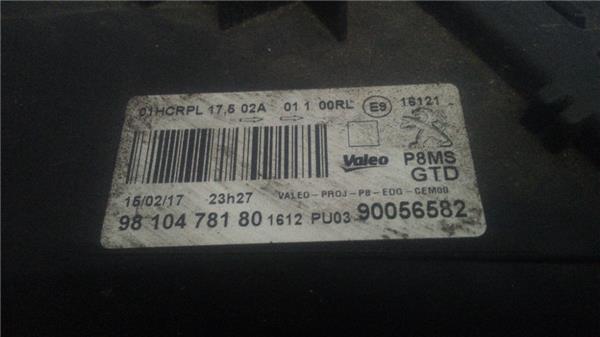 01HCRPL 17,5 02A 01 1 00RL E9 16121
Valeo P8MS
GTD
15/02/17 23h27 VALEO-PROJ-P8-EDG-CEM09
98 104 781 80 1612 PU03 90056582